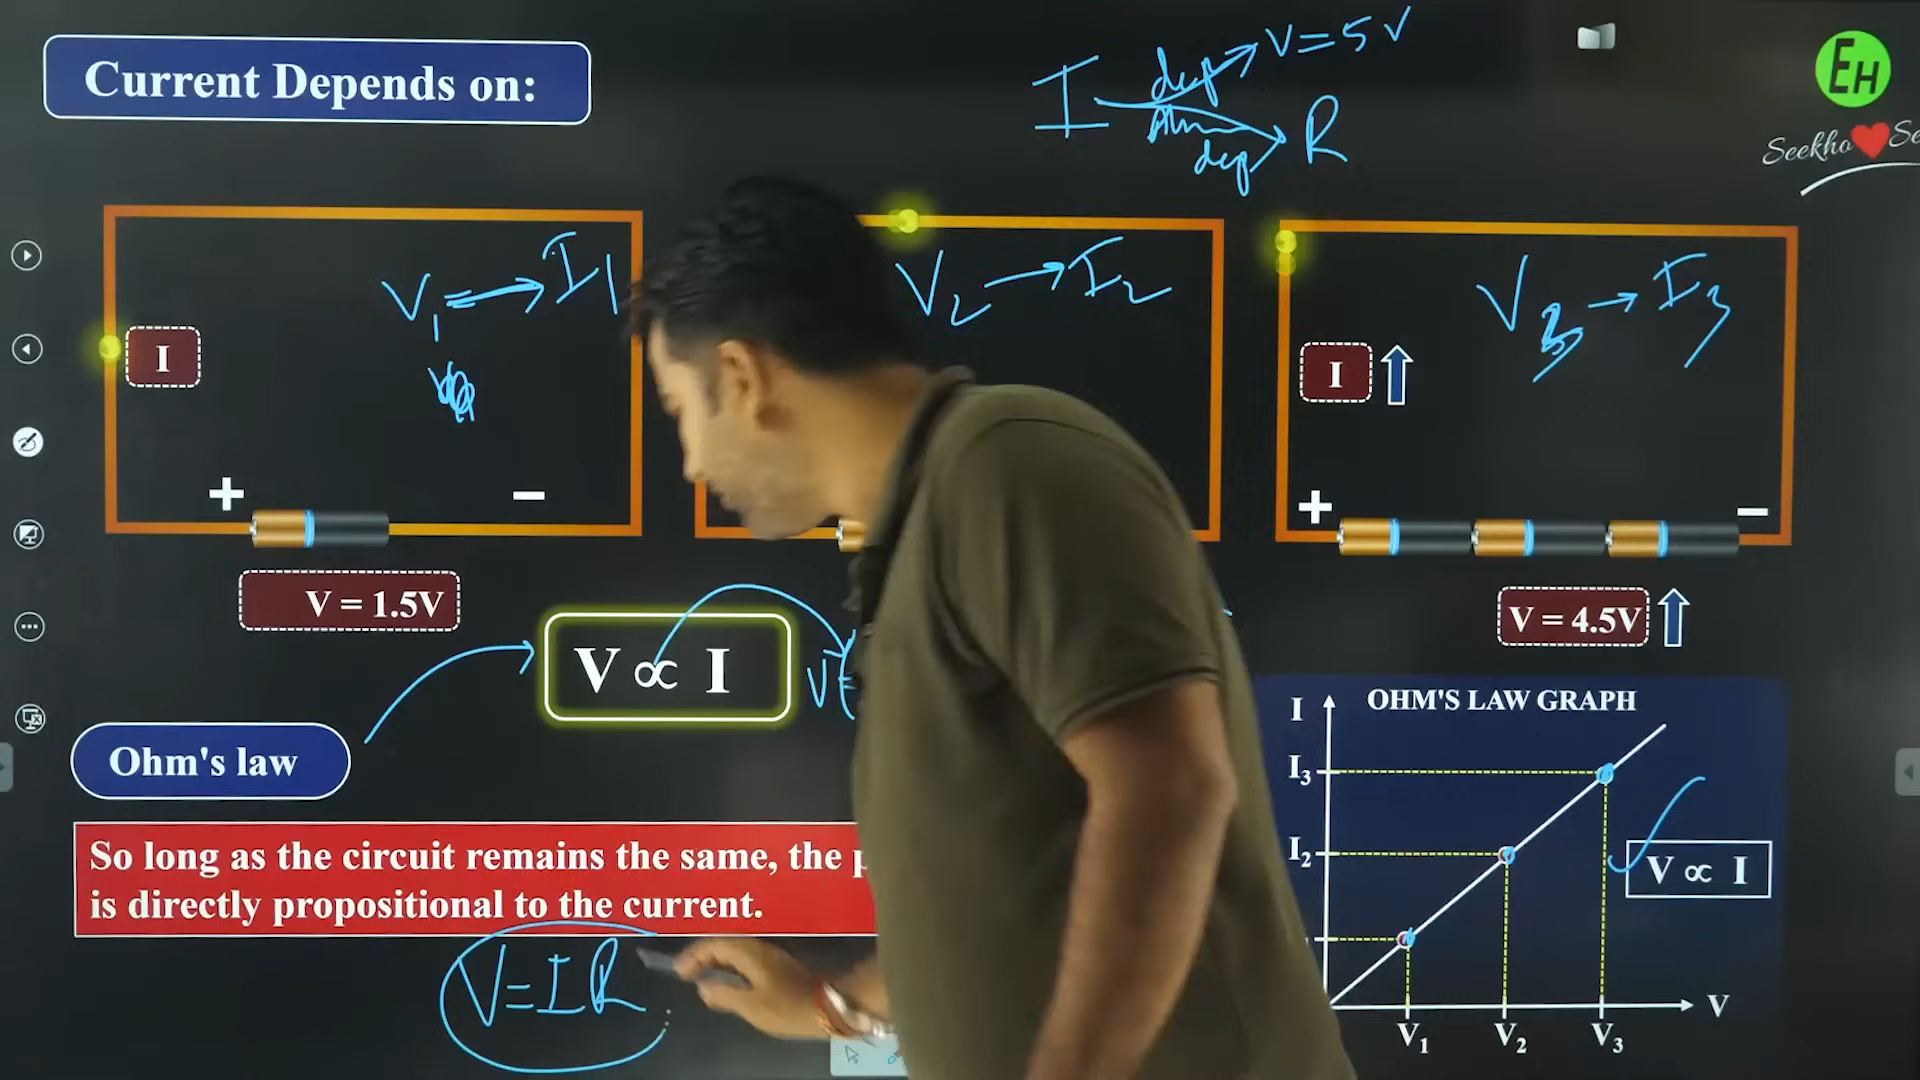 Current Depends on:
I dep V = 5 V
dep R
EH
Seekho
V1 → I1
V2 → I2
V3 → I3
I
I
+ −
+ −
V = 1.5V
V = 4.5V
V ∝ I
V
Ohm's law
So long as the circuit remains the same, the
is directly propositional to the current.
V = IR
OHM'S LAW GRAPH
I
I3
I2
V ∝ I
V
V1 V2 V3